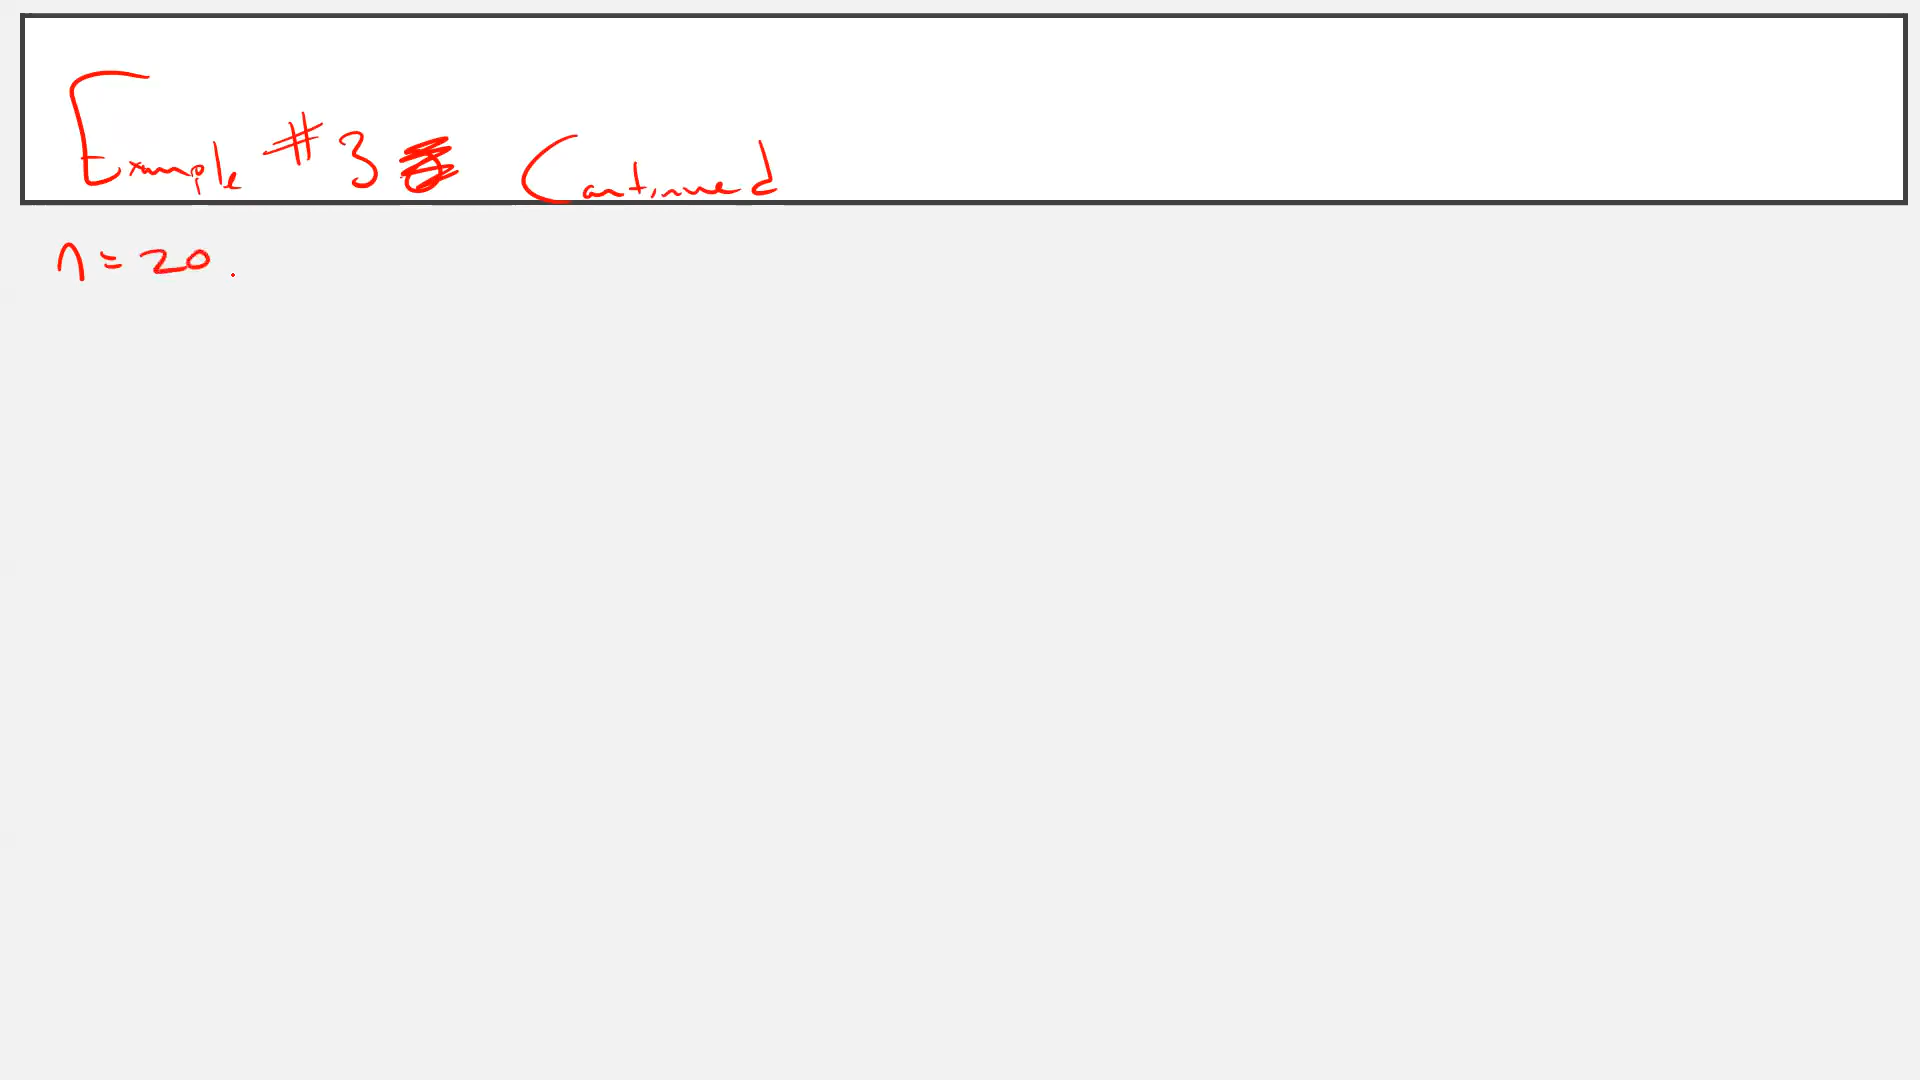 Example #3 Continued
n = 20.